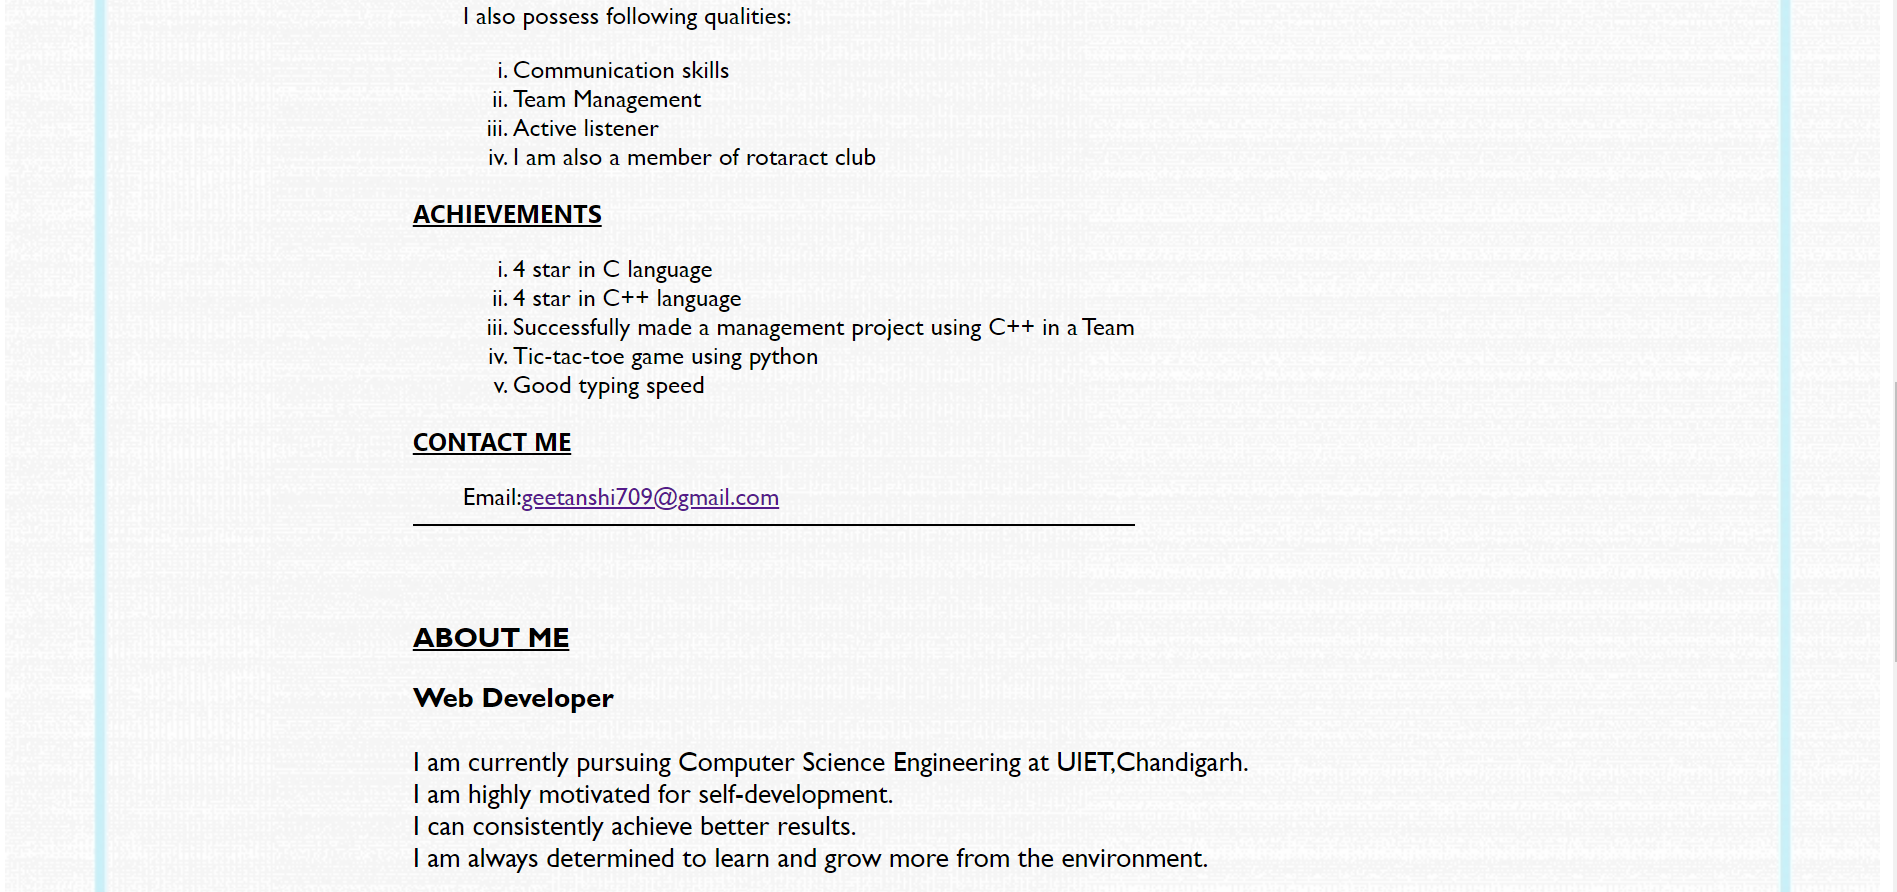 I also possess following qualities:
i. Communication skills
ii. Team Management
iii. Active listener
iv. I am also a member of rotaract club
ACHIEVEMENTS
i. 4 star in C language
ii. 4 star in C++ language
iii. Successfully made a management project using C++ in a Team
iv. Tic-tac-toe game using python
v. Good typing speed
CONTACT ME
Email:geetanshi709@gmail.com
ABOUT ME
Web Developer
I am currently pursuing Computer Science Engineering at UIET,Chandigarh.
I am highly motivated for self-development.
I can consistently achieve better results.
I am always determined to learn and grow more from the environment.